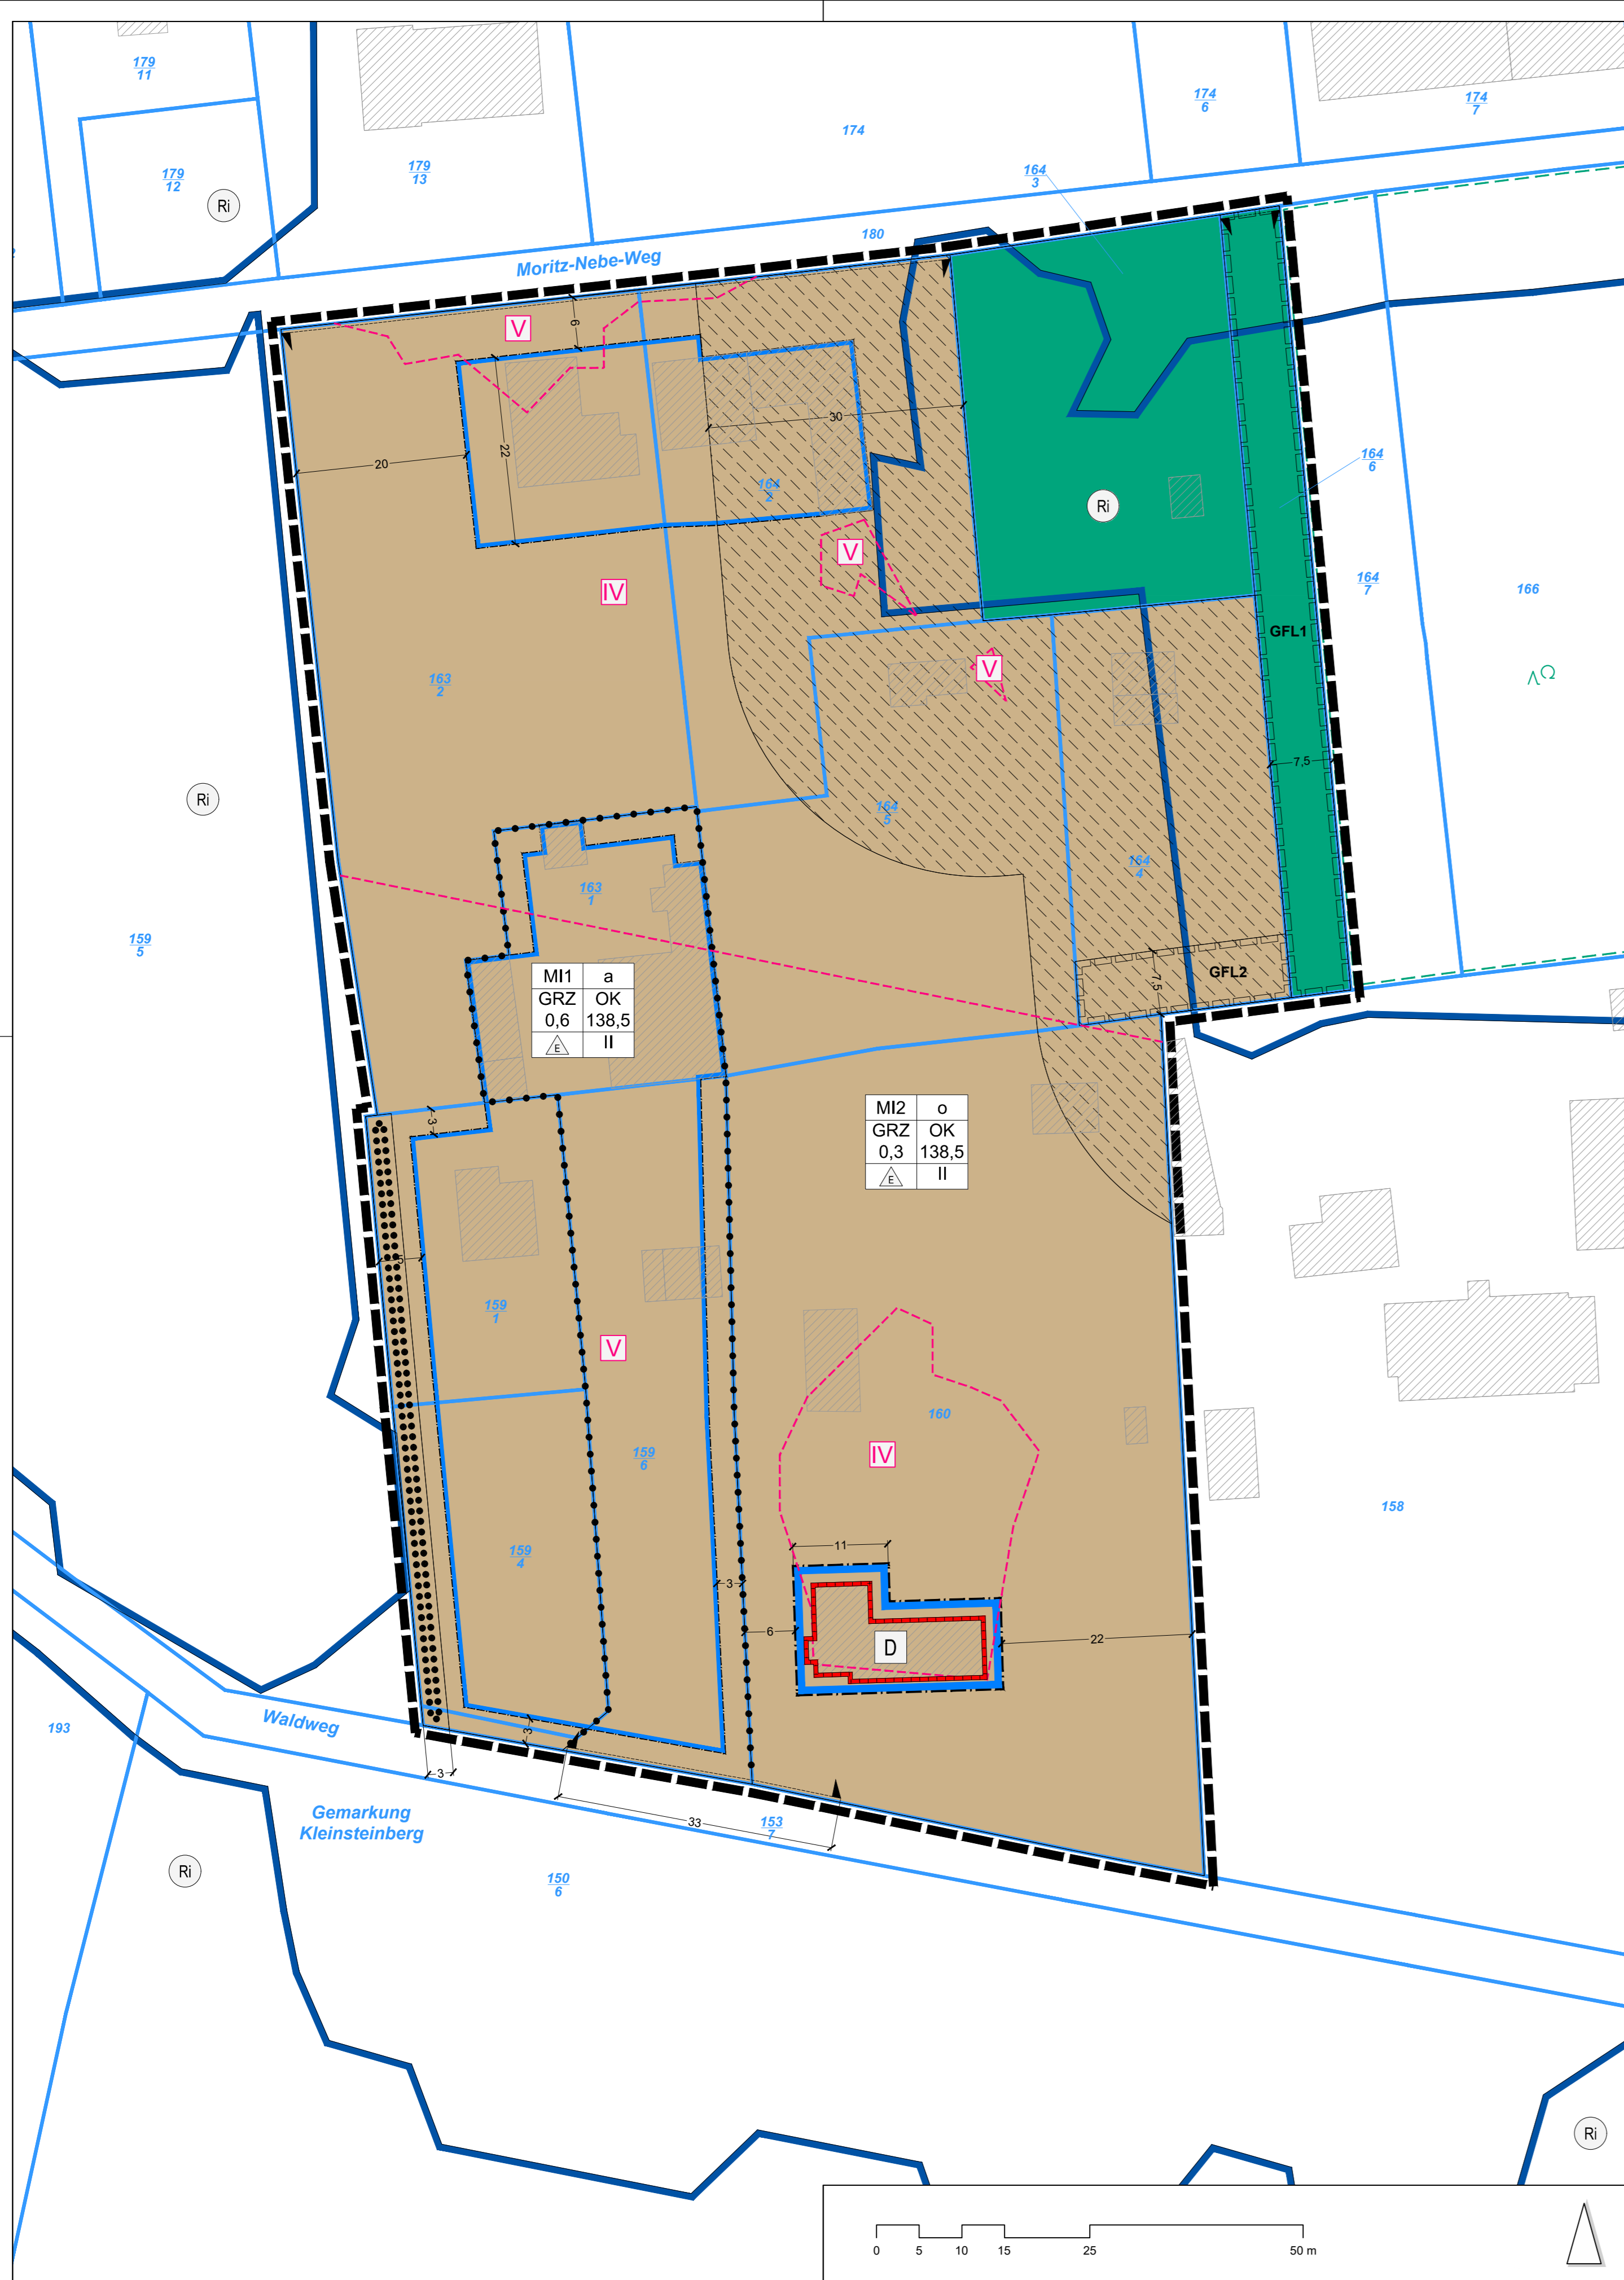 179
11
174
6
174
7
174
179
12
179
13
164
3
Ri
180
Moritz-Nebe-Weg
V
6
30
22
20
164
6
164
2
Ri
V
IV
164
7
166
GFL1
V
163
2
7,5
Ri
164
5
164
4
163
1
159
5
GFL2
7,5
MI1 a
GRZ OK
0,6 138,5
E II
MI2 o
GRZ OK
0,3 138,5
E II
3
5
159
1
V
160
IV
158
159
6
11
159
4
3
6
22
D
Waldweg
193
3
3
33
Gemarkung
Kleinsteinberg
153
7
Ri
150
6
Ri
0 5 10 15 25 50 m